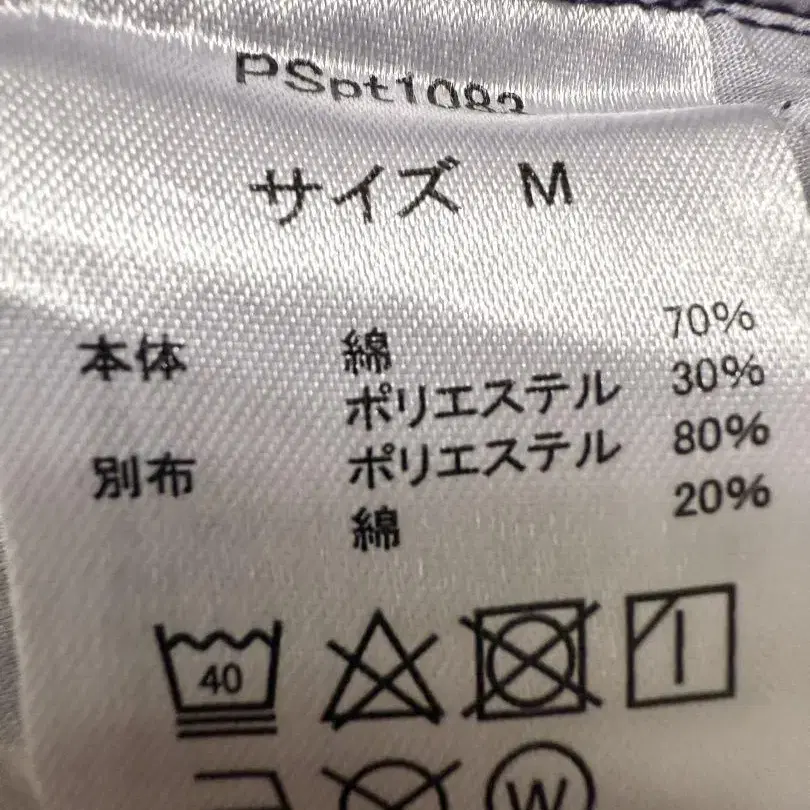 PSpt1083
サイズ M
本体 綿 70%
ポリエステル 30%
別布 ポリエステル 80%
綿 20%
40
W